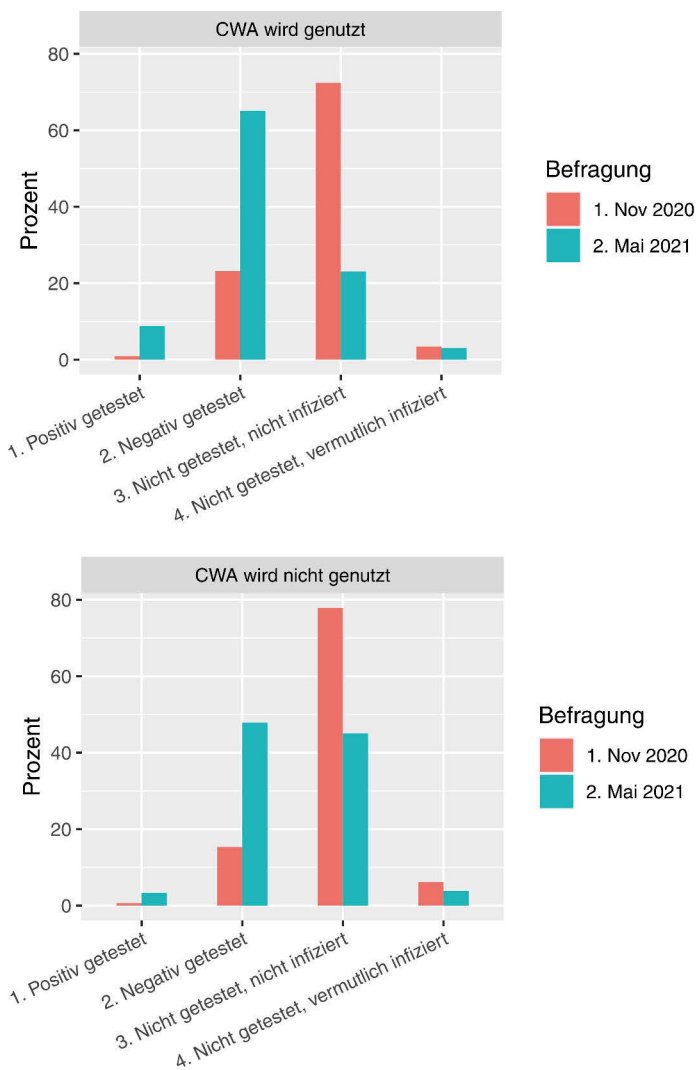 CWA wird genutzt
80
60
40
20
0
Prozent
1. Positiv getestet
2. Negativ getestet
3. Nicht getestet, nicht infiziert
4. Nicht getestet, vermutlich infiziert
Befragung
1. Nov 2020
2. Mai 2021
CWA wird nicht genutzt
80
60
40
20
0
Prozent
1. Positiv getestet
2. Negativ getestet
3. Nicht getestet, nicht infiziert
4. Nicht getestet, vermutlich infiziert
Befragung
1. Nov 2020
2. Mai 2021